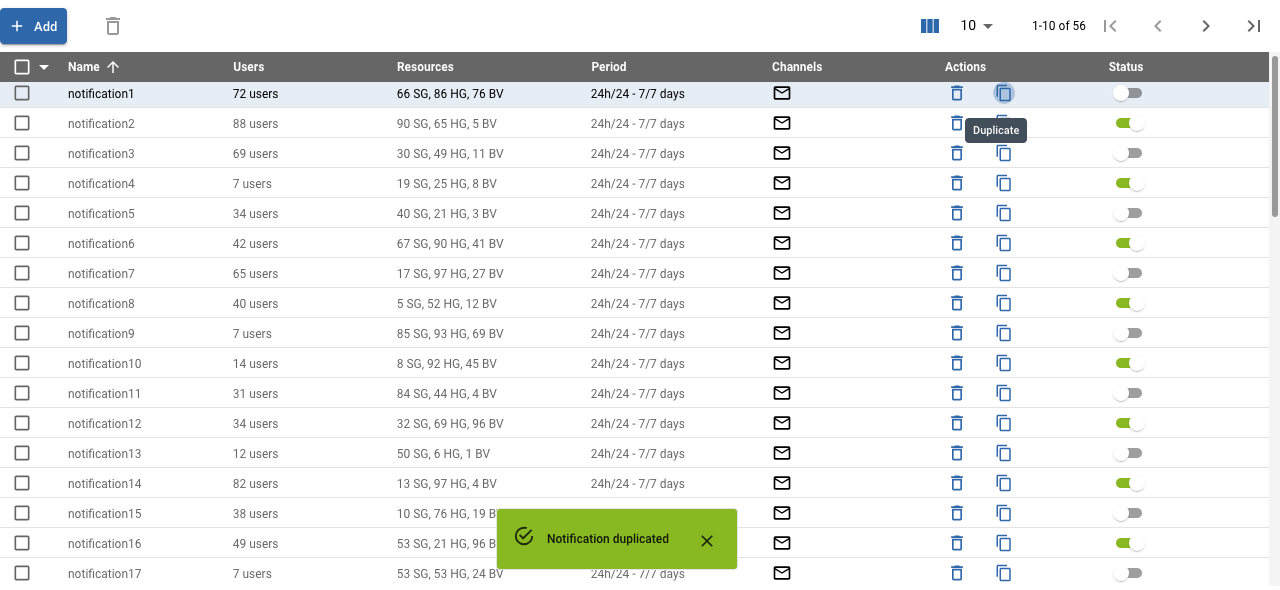 Add 10 1-10 of 56
Name Users Resources Period Channels Actions Status
notification1 72 users 66 SG, 86 HG, 76 BV 24h/24 - 7/7 days
notification2 88 users 90 SG, 65 HG, 5 BV 24h/24 - 7/7 days
Duplicate
notification3 69 users 30 SG, 49 HG, 11 BV 24h/24 - 7/7 days
notification4 7 users 19 SG, 25 HG, 8 BV 24h/24 - 7/7 days
notification5 34 users 40 SG, 21 HG, 3 BV 24h/24 - 7/7 days
notification6 42 users 67 SG, 90 HG, 41 BV 24h/24 - 7/7 days
notification7 65 users 17 SG, 97 HG, 27 BV 24h/24 - 7/7 days
notification8 40 users 5 SG, 52 HG, 12 BV 24h/24 - 7/7 days
notification9 7 users 85 SG, 93 HG, 69 BV 24h/24 - 7/7 days
notification10 14 users 8 SG, 92 HG, 45 BV 24h/24 - 7/7 days
notification11 31 users 84 SG, 44 HG, 4 BV 24h/24 - 7/7 days
notification12 34 users 32 SG, 69 HG, 96 BV 24h/24 - 7/7 days
notification13 12 users 50 SG, 6 HG, 1 BV 24h/24 - 7/7 days
notification14 82 users 13 SG, 97 HG, 4 BV 24h/24 - 7/7 days
notification15 38 users 10 SG, 76 HG, 19
notification16 49 users 53 SG, 21 HG, 96
Notification duplicated
notification17 7 users 53 SG, 53 HG, 24 BV 24h/24 - 7/7 days